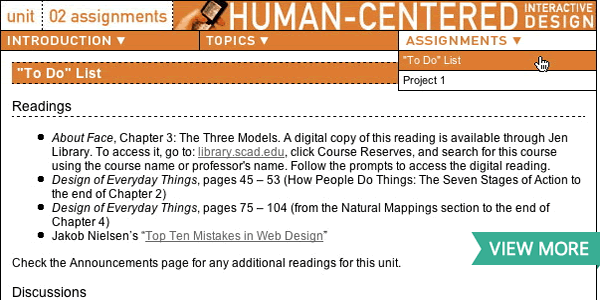 unit 02 assignments HUMAN-CENTERED INTERACTIVE DESIGN
INTRODUCTION ▼ TOPICS ▼ ASSIGNMENTS ▼
"To Do" List
Project 1
"To Do" List
Readings
About Face, Chapter 3: The Three Models. A digital copy of this reading is available through Jen
Library. To access it, go to: library.scad.edu, click Course Reserves, and search for this course
using the course name or professor's name. Follow the prompts to access the digital reading.
Design of Everyday Things, pages 45 – 53 (How People Do Things: The Seven Stages of Action to
the end of Chapter 2)
Design of Everyday Things, pages 75 – 104 (from the Natural Mappings section to the end of
Chapter 4)
Jakob Nielsen's "Top Ten Mistakes in Web Design"
VIEW MORE
Check the Announcements page for any additional readings for this unit.
Discussions